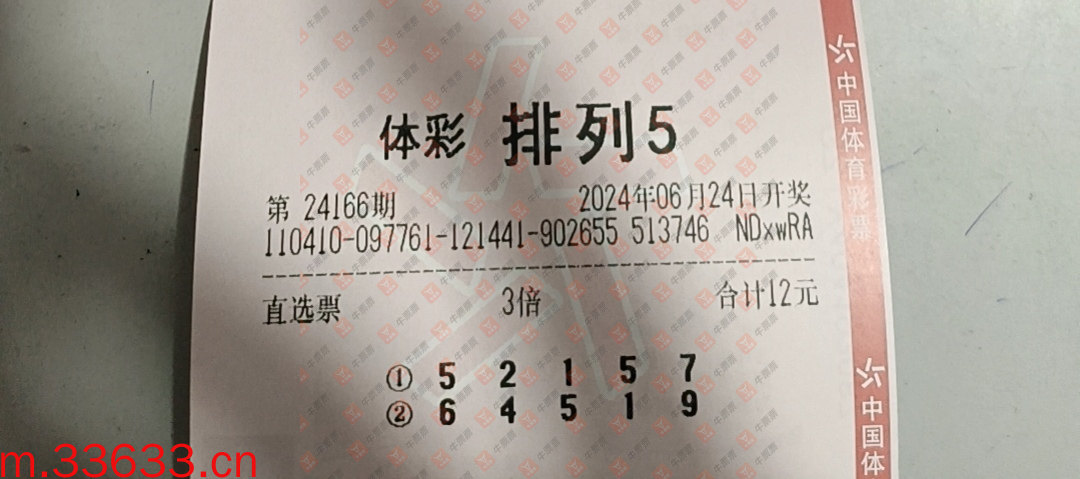 体彩 排列5
第 24166期 2024年06月24日开奖
110410-097761-121441-902655 513746 NDxwRA
直选票 3倍 合计12元
① 5 2 1 5 7
② 6 4 5 1 9
中国体育彩票
中国体
m.33633.cn